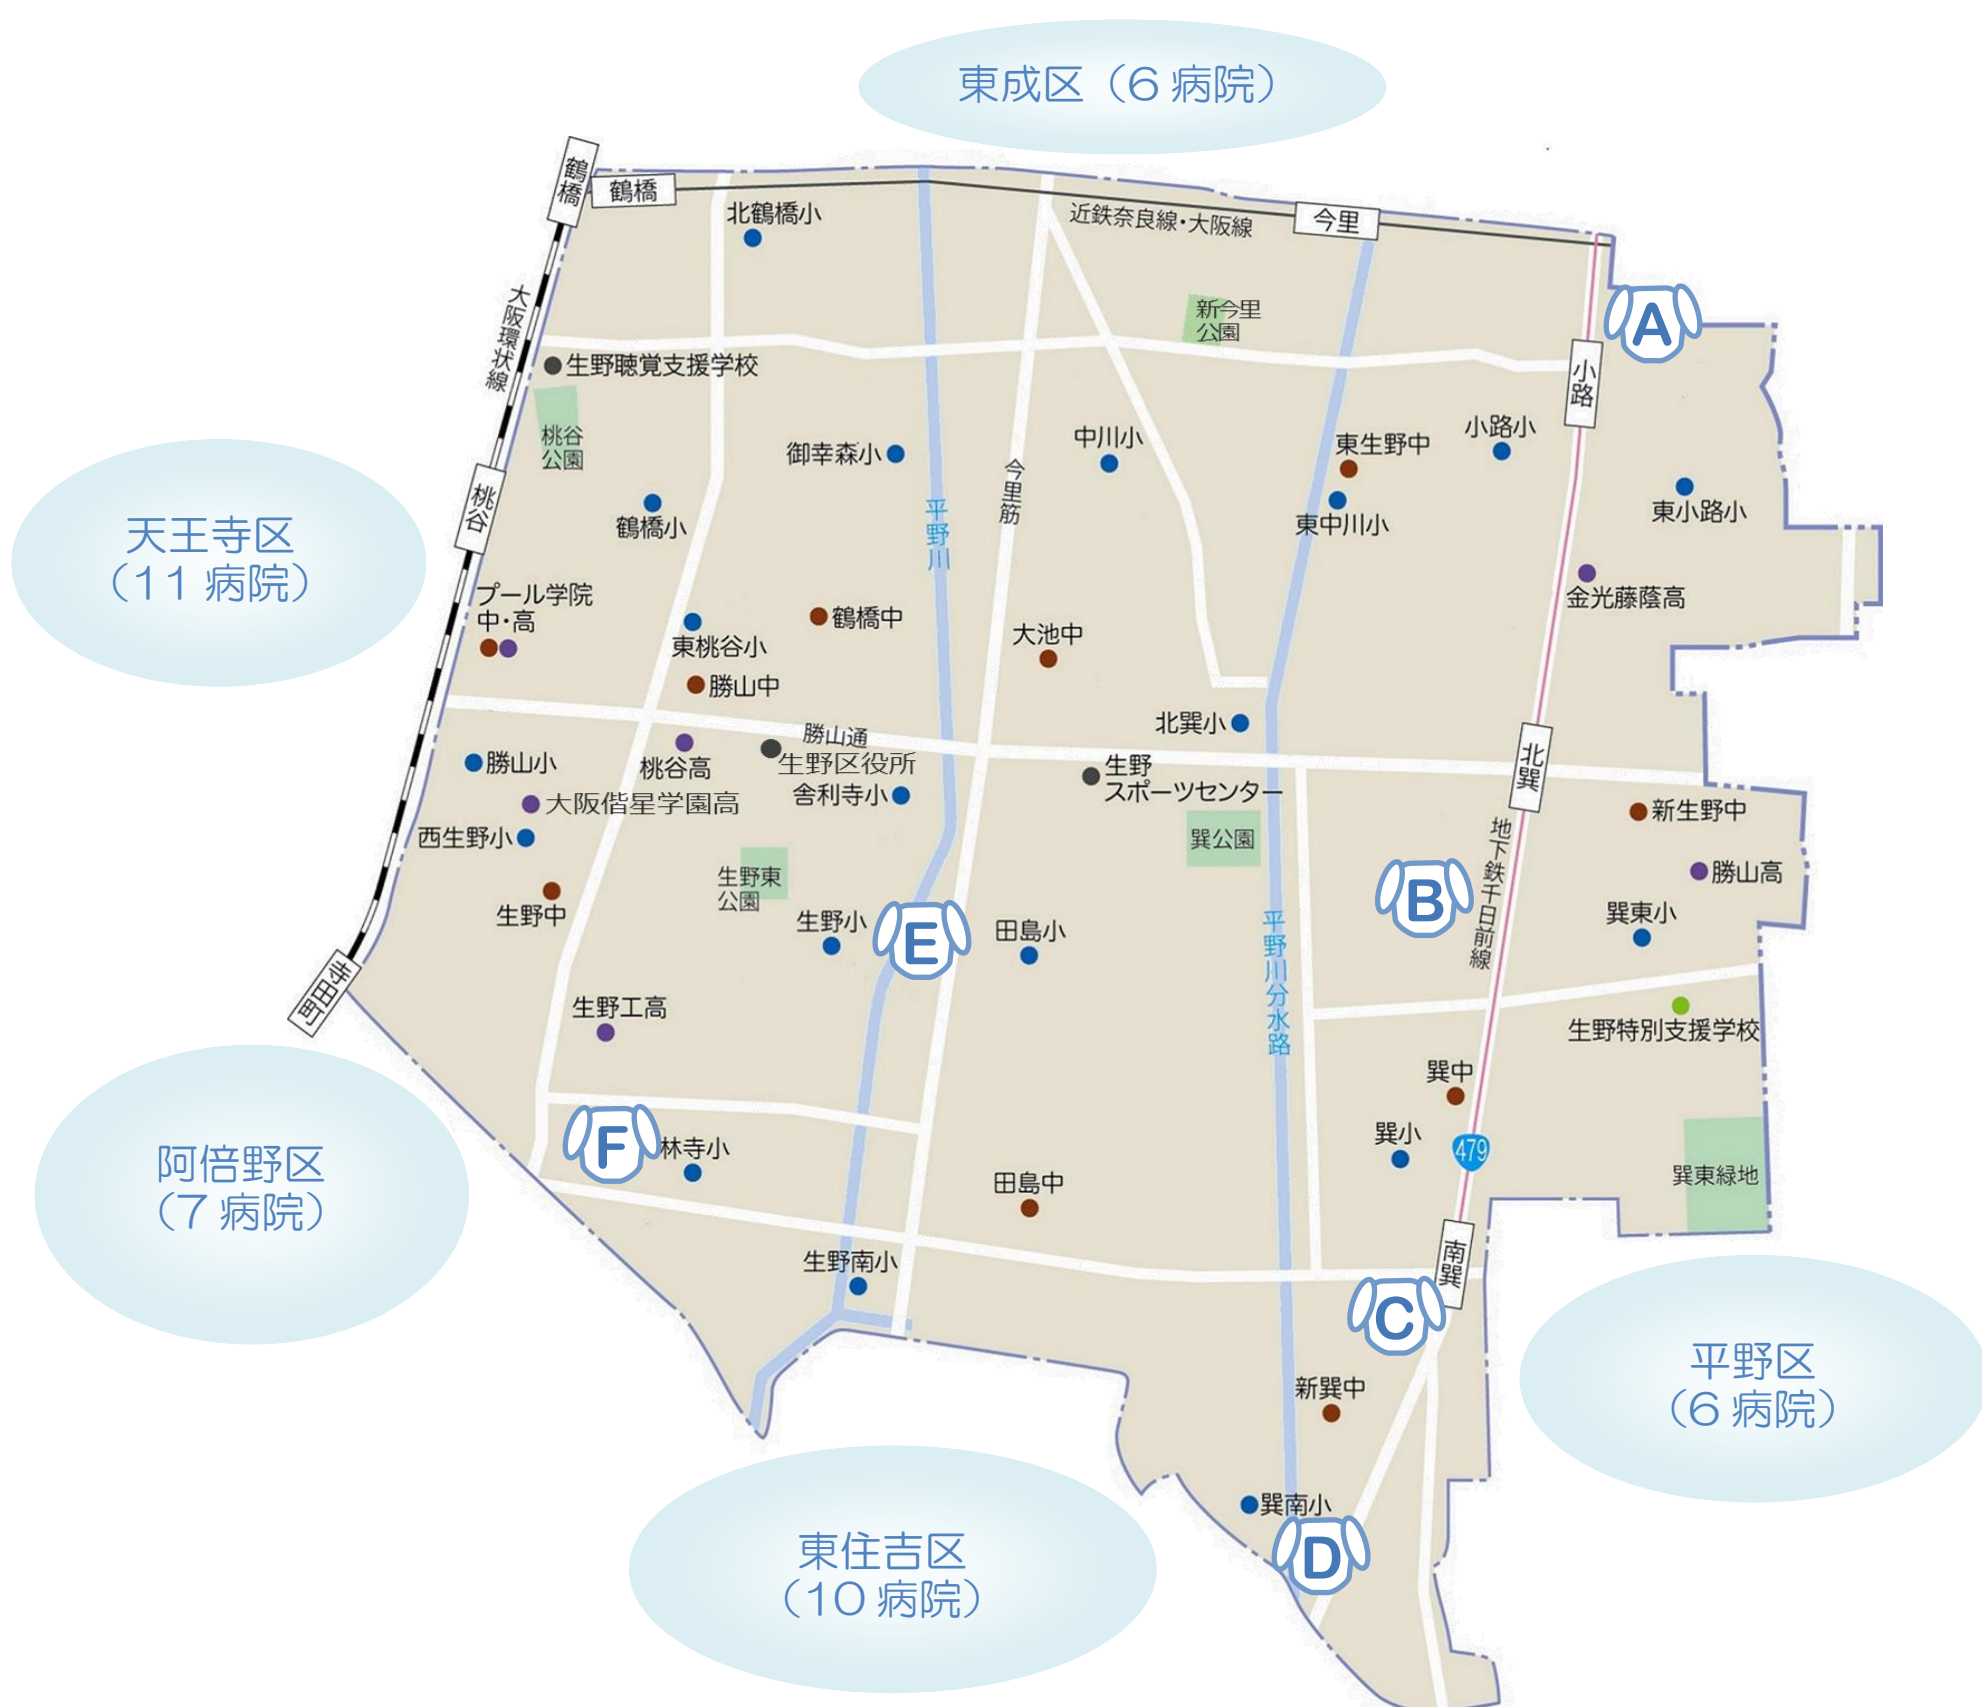 東成区（6 病院）
鶴橋
鶴橋
北鶴橋小
近鉄奈良線・大阪線
今里
大阪環状線
新今里
公園
A
生野聴覚支援学校
小路
桃谷
公園
御幸森小
中川小
東生野中
小路小
今里筋
桃谷
鶴橋小
平野川
東中川小
東小路小
天王寺区
（11 病院）
プール学院
中・高
東桃谷小
鶴橋中
大池中
金光藤蔭高
勝山中
勝山通
北巽小
北巽
勝山小
桃谷高
生野区役所
生野
スポーツセンター
大阪偕星学園高
舎利寺小
新生野中
西生野小
巽公園
地下鉄千日前線
生野東
公園
勝山高
B
生野中
生野小
E
田島小
平野川分水路
巽東小
寺田町
生野工高
生野特別支援学校
巽中
F
林寺小
巽小
479
巽東緑地
阿倍野区
（7 病院）
田島中
生野南小
南巽
C
平野区
（6 病院）
新巽中
巽南小
D
東住吉区
（10 病院）